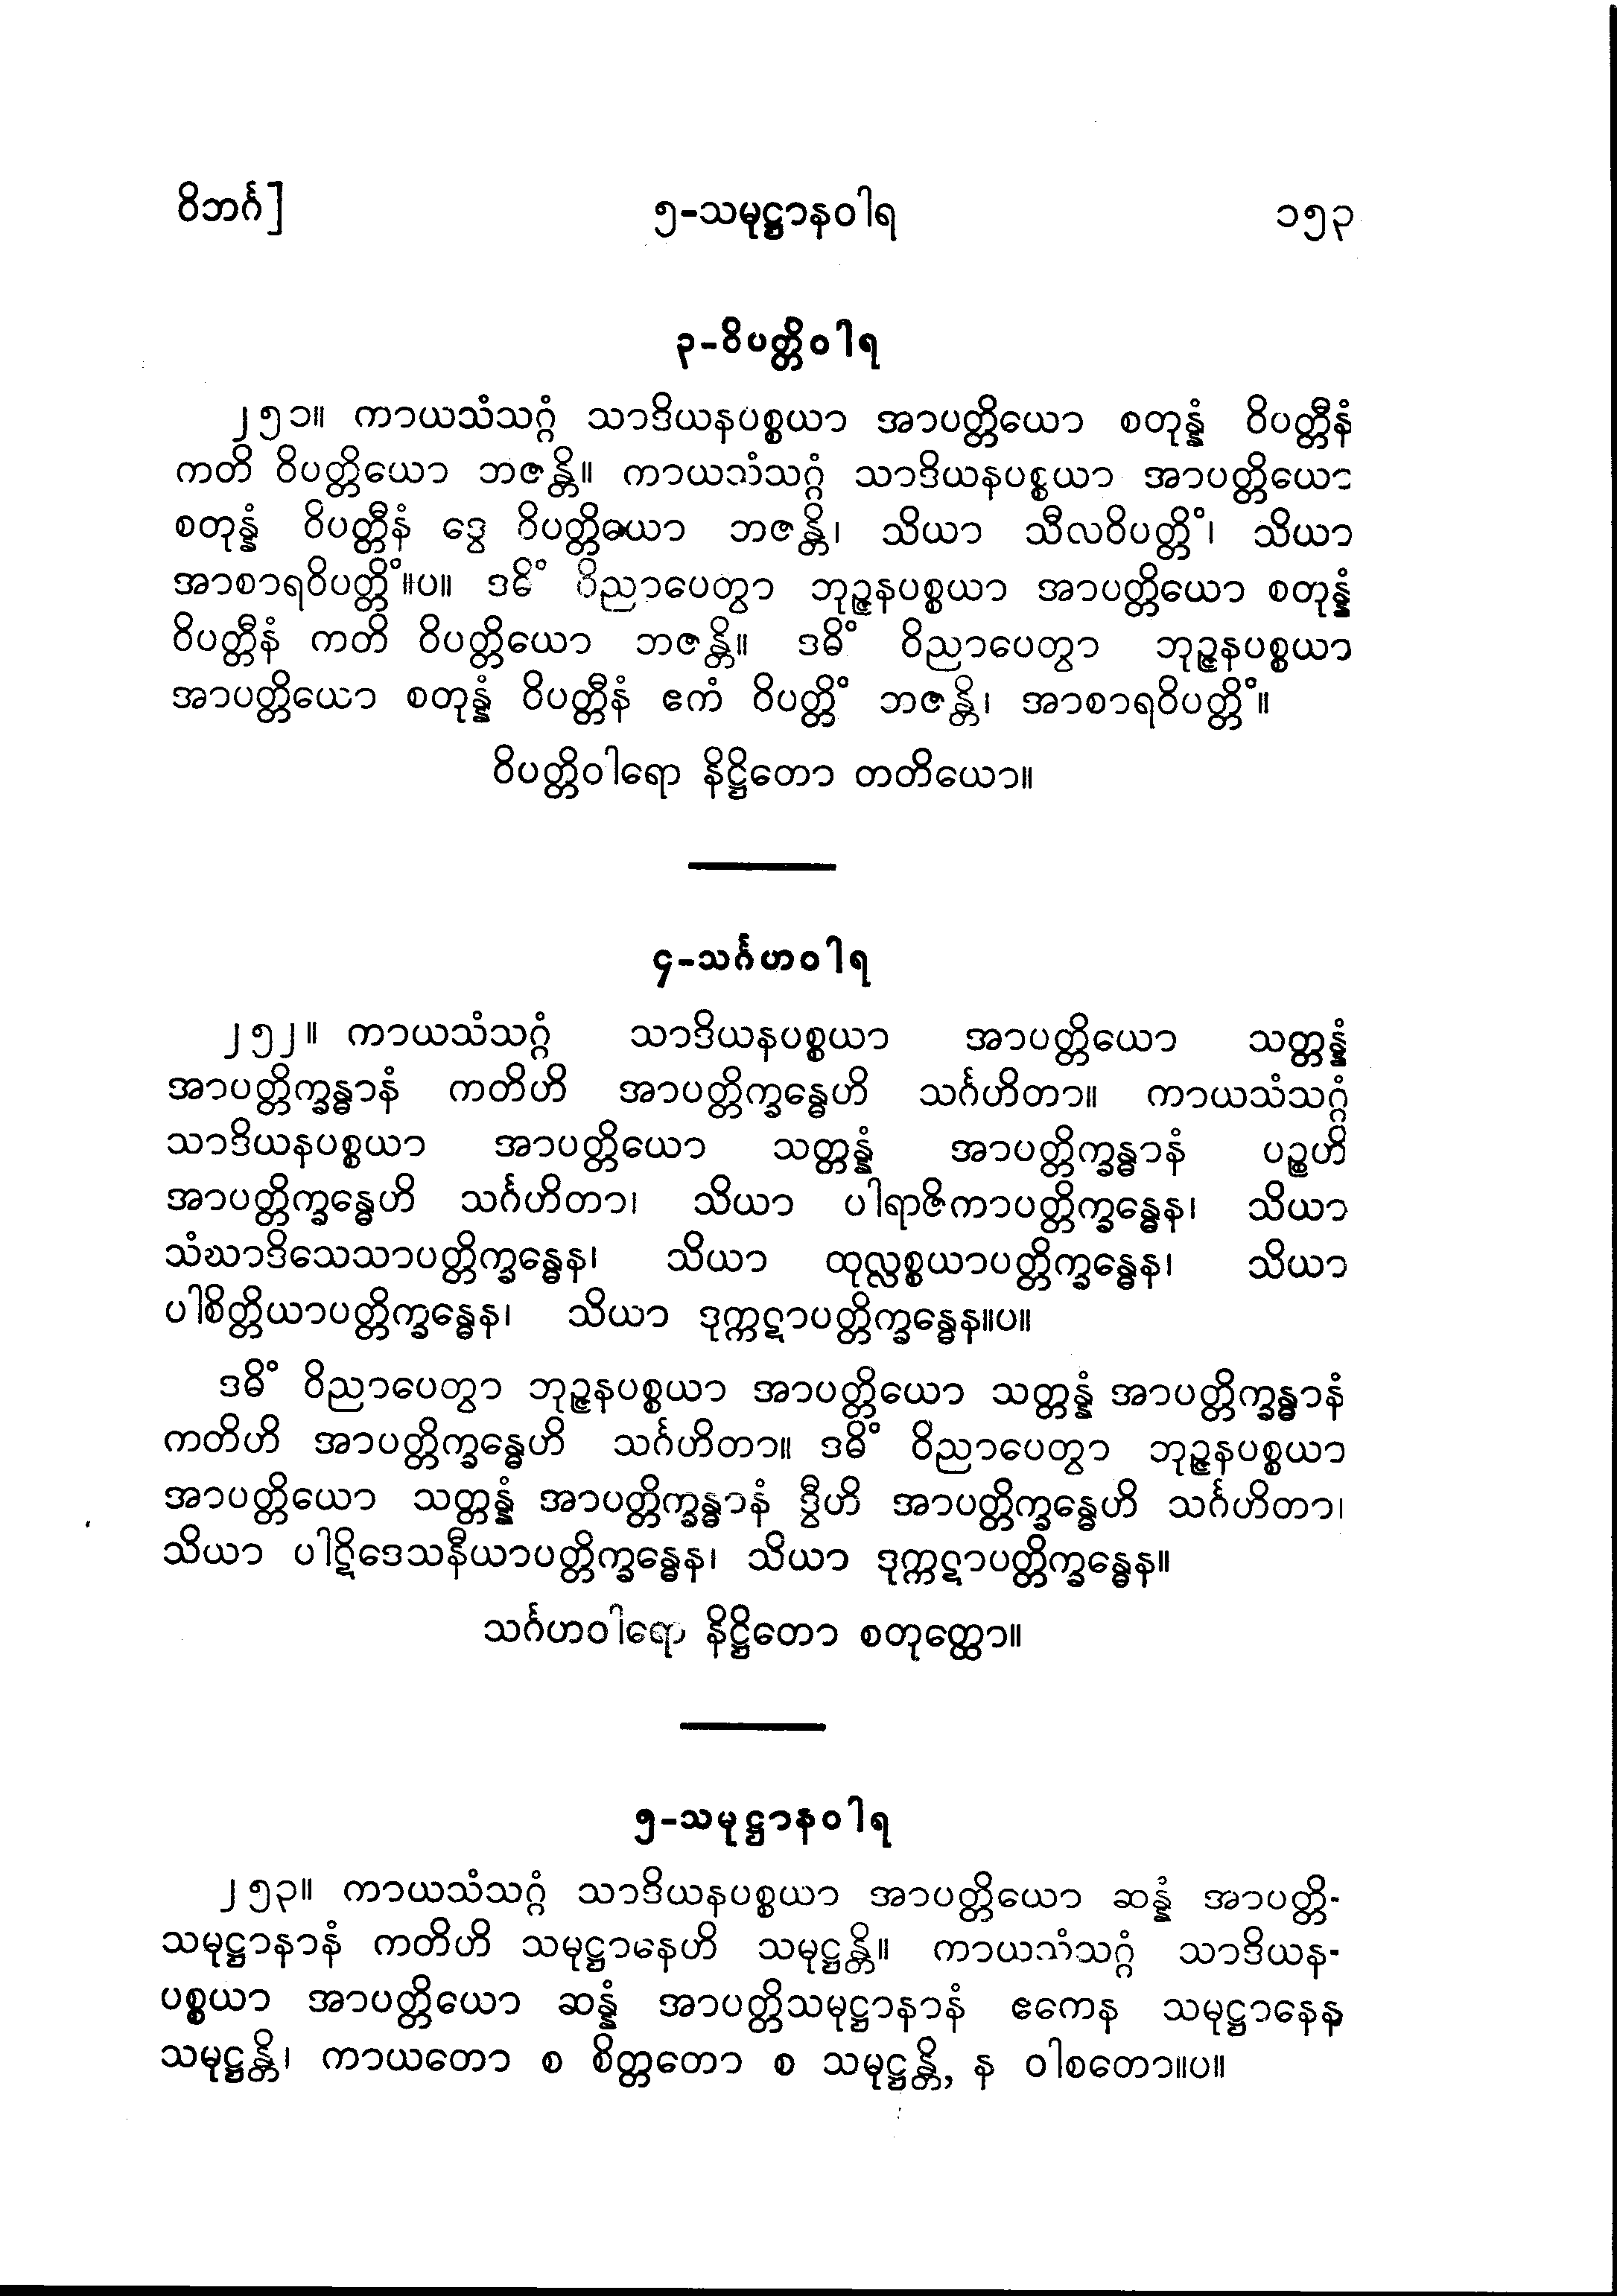 ဝိဘင်္ဂ]
၅-သမုဋ္ဌာနဝါရ
၁၅၃
၃-ဝိပတ္တိဝါရ
၂၅၁။ ကာယသံသဂ္ဂံ သာဒိယနပစ္စယာ အာပတ္တိယော စတုန္နံ ဝိပတ္တီနံ
ကတိ ဝိပတ္တိယော ဘဇန္တိ။ ကာယသံသဂ္ဂံ သာဒိယနပစ္စယာ အာပတ္တိယော
စတုန္နံ ဝိပတ္တီနံ ဒွေ ဝိပတ္တိယော ဘဇန္တိ၊ သိယာ သီလဝိပတ္တိံ၊ သိယာ
အာစာရဝိပတ္တိံ။ပ။ ဒဓိံ ဝိညာပေတွာ ဘုဉ္ဇနပစ္စယာ အာပတ္တိယော စတုန္နံ
ဝိပတ္တီနံ ကတိ ဝိပတ္တိယော ဘဇန္တိ။ ဒဓိံ ဝိညာပေတွာ ဘုဉ္ဇနပစ္စယာ
အာပတ္တိယော စတုန္နံ ဝိပတ္တီနံ ဧကံ ဝိပတ္တိံ ဘဇန္တိ၊ အာစာရဝိပတ္တိံ။
ဝိပတ္တိဝါရော နိဋ္ဌိတော တတိယော။
၄-သင်္ဂဟဝါရ
၂၅၂။ ကာယသံသဂ္ဂံ သာဒိယနပစ္စယာ အာပတ္တိယော သတ္တန္နံ
အာပတ္တိက္ခန္ဓာနံ ကတိဟိ အာပတ္တိက္ခန္ဓေဟိ သင်္ဂဟိတာ။ ကာယသံသဂ္ဂံ
သာဒိယနပစ္စယာ အာပတ္တိယော သတ္တန္နံ အာပတ္တိက္ခန္ဓာနံ ပဉ္စဟိ
အာပတ္တိက္ခန္ဓေဟိ သင်္ဂဟိတာ၊ သိယာ ပါရာဇိကာပတ္တိက္ခန္ဓေန၊ သိယာ
သံဃာဒိသေသာပတ္တိက္ခန္ဓေန၊ သိယာ ထုလ္လစ္စယာပတ္တိက္ခန္ဓေန၊ သိယာ
ပါစိတ္တိယာပတ္တိက္ခန္ဓေန၊ သိယာ ဒုက္ကဋာပတ္တိက္ခန္ဓေန။ပ။
ဒဓိံ ဝိညာပေတွာ ဘုဉ္ဇနပစ္စယာ အာပတ္တိယော သတ္တန္နံ အာပတ္တိက္ခန္ဓာနံ
ကတိဟိ အာပတ္တိက္ခန္ဓေဟိ သင်္ဂဟိတာ။ ဒဓိံ ဝိညာပေတွာ ဘုဉ္ဇနပစ္စယာ
အာပတ္တိယော သတ္တန္နံ အာပတ္တိက္ခန္ဓာနံ ဒွီဟိ အာပတ္တိက္ခန္ဓေဟိ သင်္ဂဟိတာ၊
သိယာ ပါဋိဒေသနီယာပတ္တိက္ခန္ဓေန၊ သိယာ ဒုက္ကဋာပတ္တိက္ခန္ဓေန။
သင်္ဂဟဝါရော နိဋ္ဌိတော စတုတ္ထော။
၅-သမုဋ္ဌာနဝါရ
၂၅၃။ ကာယသံသဂ္ဂံ သာဒိယနပစ္စယာ အာပတ္တိယော ဆန္နံ အာပတ္တိ-
သမုဋ္ဌာနာနံ ကတိဟိ သမုဋ္ဌာနေဟိ သမုဋ္ဌန္တိ။ ကာယသံသဂ္ဂံ သာဒိယန-
ပစ္စယာ အာပတ္တိယော ဆန္နံ အာပတ္တိသမုဋ္ဌာနာနံ ဧကေန သမုဋ္ဌာနေန
သမုဋ္ဌန္တိ၊ ကာယတော စ စိတ္တတော စ သမုဋ္ဌန္တိ, န ဝါစတော။ပ။